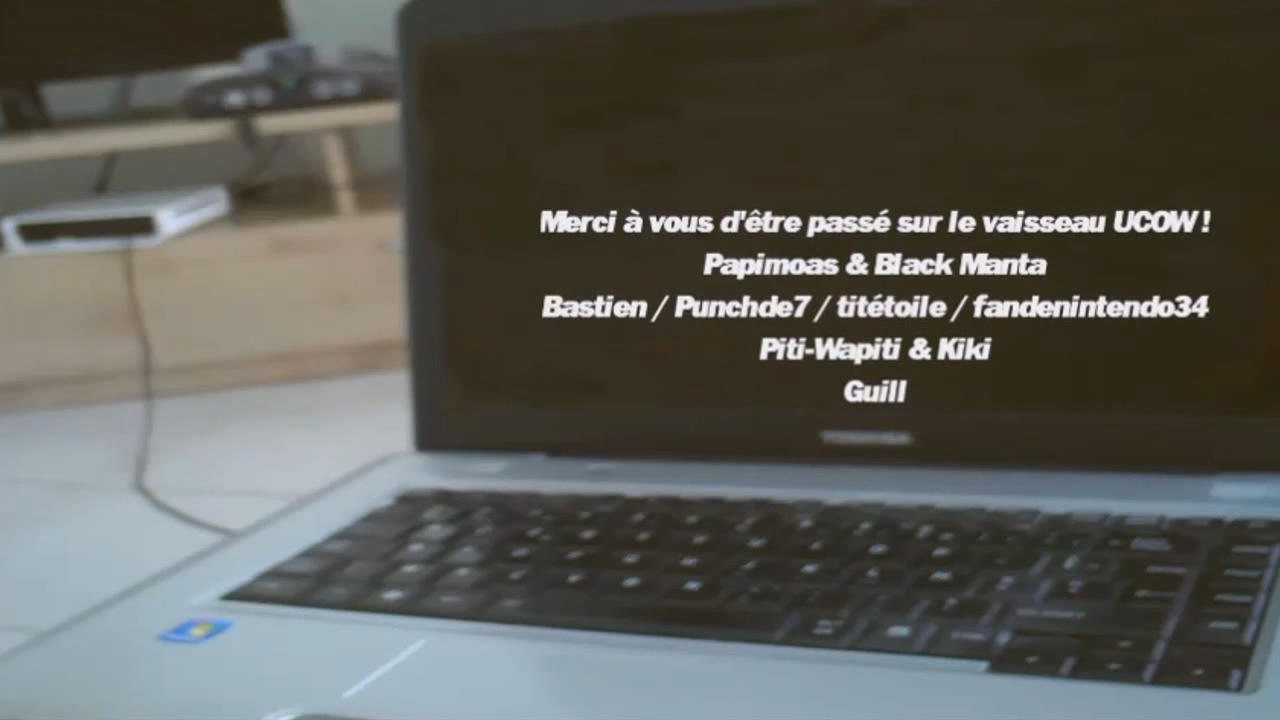 Merci à vous d'être passé sur le vaisseau UCOW !
Papimoas & Black Manta
Bastien / Punchde7 / titétoile / fandenintendo34
Piti-Wapiti & Kiki
Guill
TOSHIBA